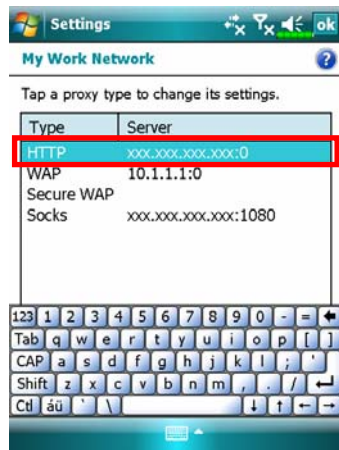 Settings ok
My Work Network ?
Tap a proxy type to change its settings.
Type Server
HTTP xxx.xxx.xxx.xxx:0
WAP 10.1.1.1:0
Secure WAP
Socks xxx.xxx.xxx.xxx:1080
123 1 2 3 4 5 6 7 8 9 0 - =
Tab q w e r t y u i o p [ ]
CAP a s d f g h j k l ; '
Shift z x c v b n m , . /
Ctl áü ` \